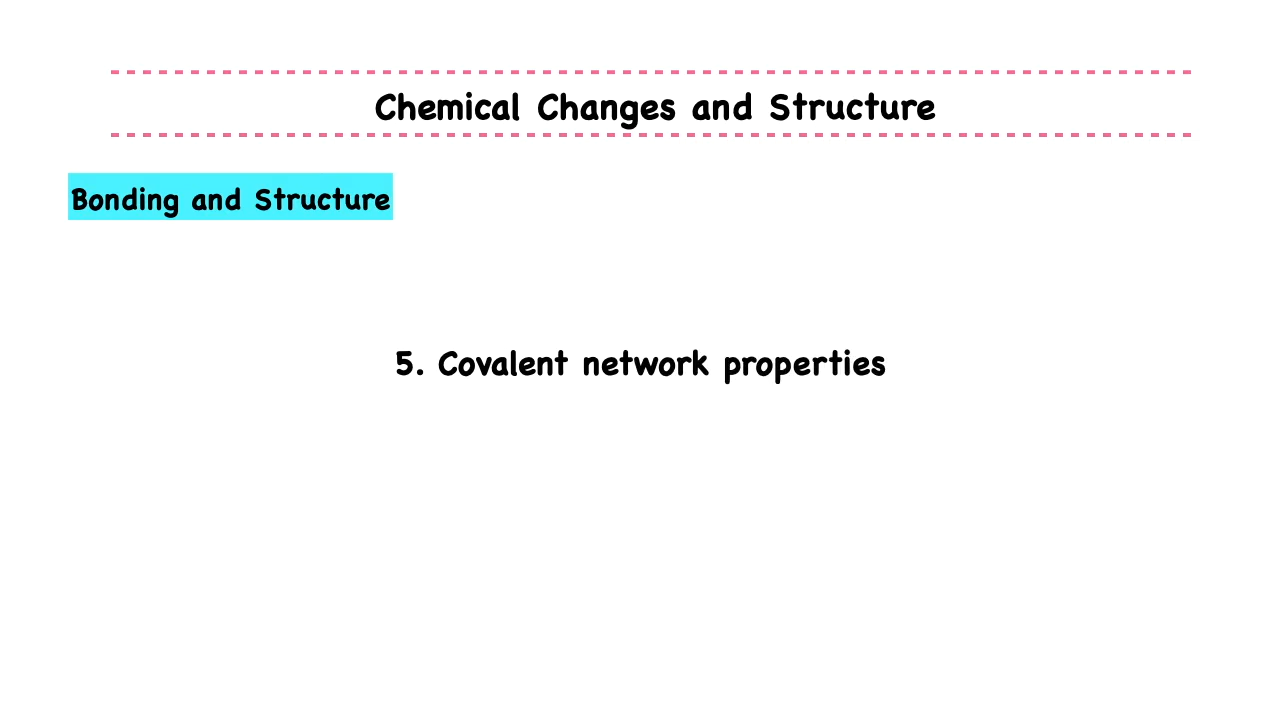 Chemical Changes and Structure
Bonding and Structure
5. Covalent network properties